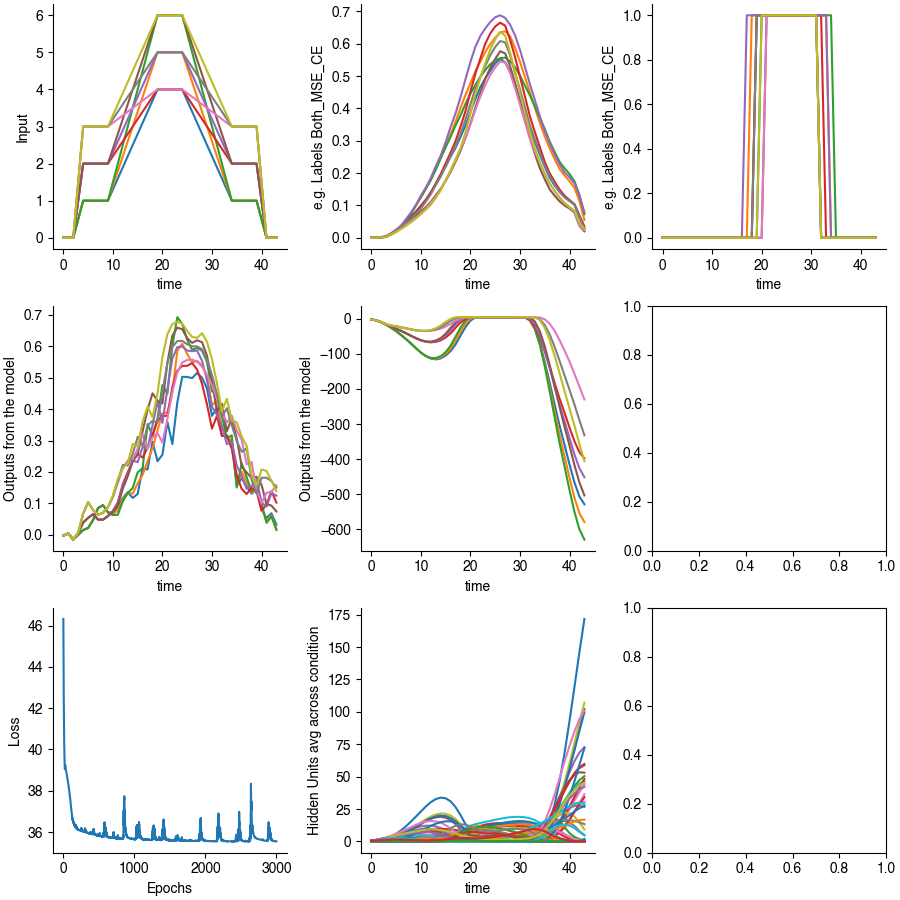 6
5
4
3
2
1
0
Input
0 10 20 30 40
time
0.7
0.6
0.5
0.4
0.3
0.2
0.1
0.0
e.g. Labels Both_MSE_CE
0 10 20 30 40
time
1.0
0.8
0.6
0.4
0.2
0.0
e.g. Labels Both_MSE_CE
0 10 20 30 40
time
0.7
0.6
0.5
0.4
0.3
0.2
0.1
0.0
Outputs from the model
0 10 20 30 40
time
0
−100
−200
−300
−400
−500
−600
Outputs from the model
0 10 20 30 40
time
1.0
0.8
0.6
0.4
0.2
0.0
0.0 0.2 0.4 0.6 0.8 1.0
46
44
42
40
38
36
Loss
0 1000 2000 3000
Epochs
175
150
125
100
75
50
25
0
Hidden Units avg across condition
0 10 20 30 40
time
1.0
0.8
0.6
0.4
0.2
0.0
0.0 0.2 0.4 0.6 0.8 1.0